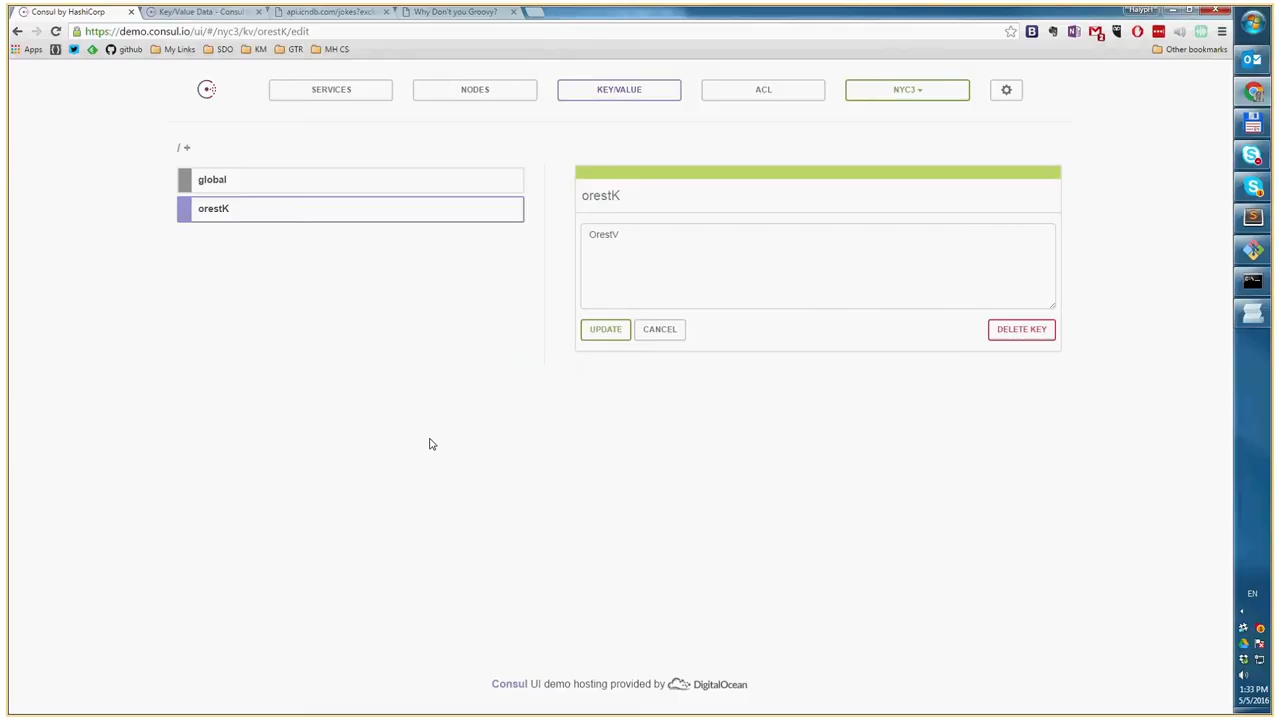 Consul by HashiCorp
Key/Value Data - Consul
api.icndb.com/jokes?excl
Why Don't you Groovy?
https://demo.consul.io/ui/#/nyc3/kv/orestK/edit
Apps
github
My Links
SDO
KM
GTR
MH CS
Other bookmarks
SERVICES
NODES
KEY/VALUE
ACL
NYC3
/ +
global
orestK
orestK
OrestV
UPDATE
CANCEL
DELETE KEY
EN
Consul UI demo hosting provided by DigitalOcean
1:33 PM
5/5/2016